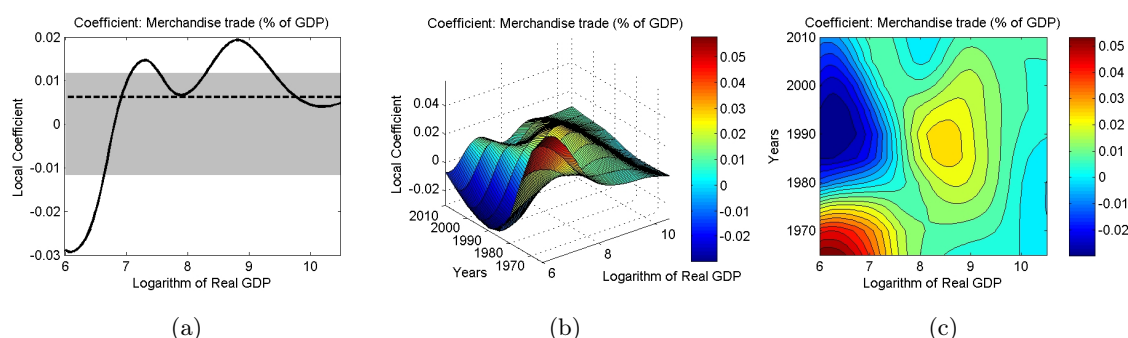 Coefficient: Merchandise trade (% of GDP)
0.02
0.01
0
-0.01
-0.02
-0.03
Local Coefficient
6 7 8 9 10
Logarithm of Real GDP
(a)
Coefficient: Merchandise trade (% of GDP)
0.04
0.02
0
-0.02
Local Coefficient
2010
2000
1990
1980
1970
Years
6 8 10
Logarithm of Real GDP
0.05
0.04
0.03
0.02
0.01
0
-0.01
-0.02
(b)
Coefficient: Merchandise trade (% of GDP)
2010
2000
1990
1980
1970
Years
6 7 8 9 10
Logarithm of Real GDP
0.05
0.04
0.03
0.02
0.01
0
-0.01
-0.02
(c)